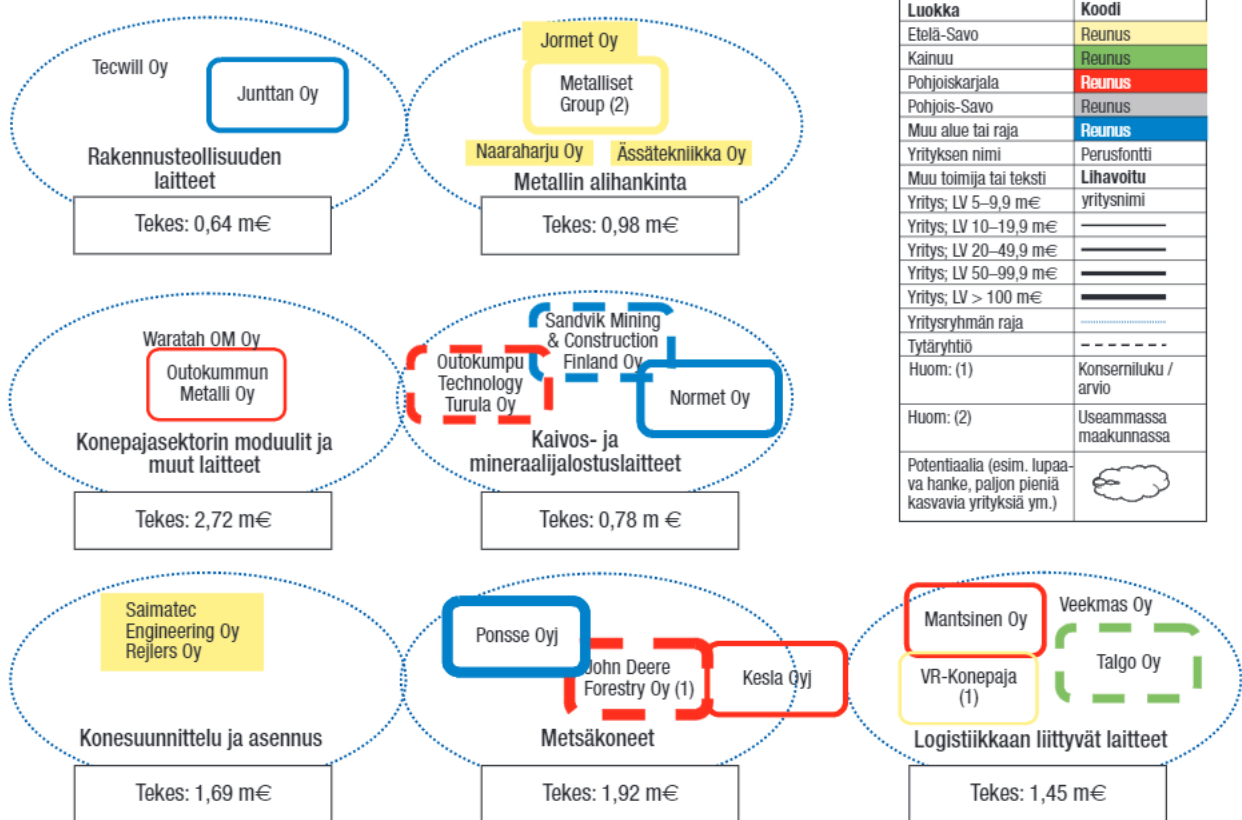 Tecwill Oy
Junttan Oy
Rakennusteollisuuden
laitteet
Tekes: 0,64 m€
Jormet Oy
Metalliset
Group (2)
Naaraharju Oy
Ässätekniikka Oy
Metallin alihankinta
Tekes: 0,98 m€
Luokka Koodi
Etelä-Savo Reunus
Kainuu Reunus
Pohjoiskarjala Reunus
Pohjois-Savo Reunus
Muu alue tai raja Reunus
Yrityksen nimi Perusfontti
Muu toimija tai teksti Lihavoitu
Yritys; LV 5–9,9 m€ yritysnimi
Yritys; LV 10–19,9 m€
Yritys; LV 20–49,9 m€
Yritys; LV 50–99,9 m€
Yritys; LV > 100 m€
Yritysryhmän raja
Tytäryhtiö
Huom: (1) Konserniluku /
arvio
Huom: (2) Useammassa
maakunnassa
Potentiaalia (esim. lupaa-
va hanke, paljon pieniä
kasvavia yrityksiä ym.)
Waratah OM Oy
Outokummun
Metalli Oy
Konepajasektorin moduulit ja
muut laitteet
Tekes: 2,72 m€
Sandvik Mining
& Construction
Finland Oy
Outokumpu
Technology
Turula Oy
Normet Oy
Kaivos- ja
mineraalijalostuslaitteet
Tekes: 0,78 m €
Saimatec
Engineering Oy
Rejlers Oy
Konesuunnittelu ja asennus
Tekes: 1,69 m€
Ponsse Oyj
John Deere
Forestry Oy (1)
Kesla Oyj
Metsäkoneet
Tekes: 1,92 m€
Mantsinen Oy
Veekmas Oy
VR-Konepaja
(1)
Talgo Oy
Logistiikkaan liittyvät laitteet
Tekes: 1,45 m€